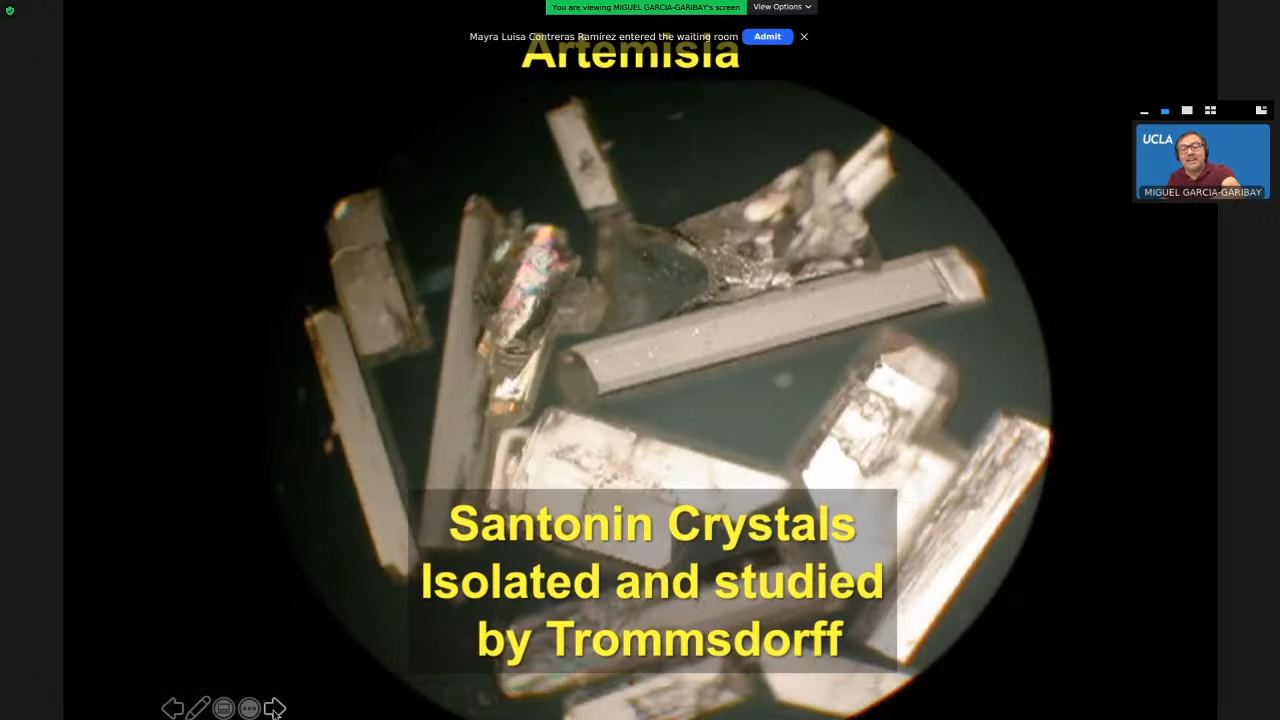 You are viewing MIGUEL GARCIA-GARIBAY's screen
View Options
Mayra Luisa Contreras Ramírez entered the waiting room
Admit
Artemisia
UCLA
MIGUEL GARCIA-GARIBAY
Santonin Crystals
Isolated and studied
by Trommsdorff